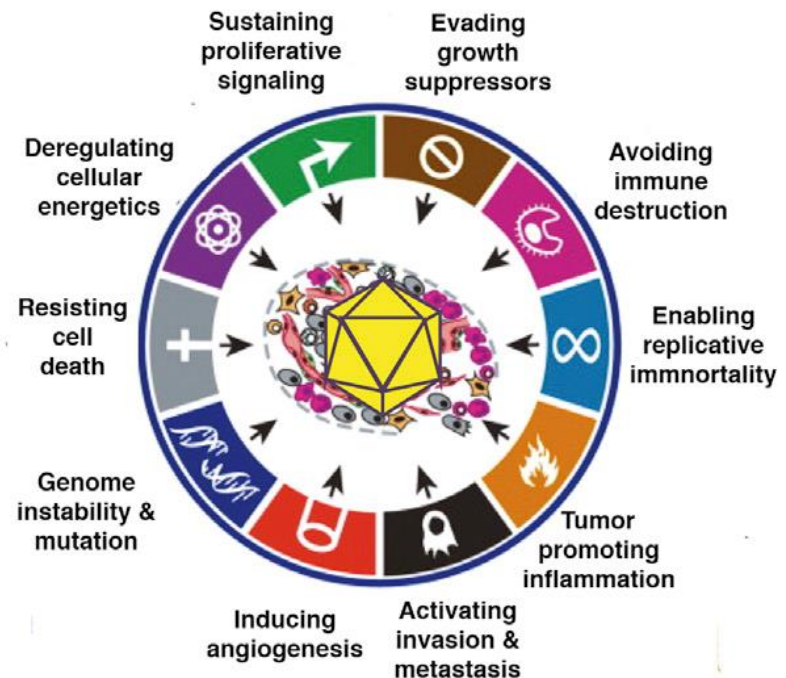 Sustaining
proliferative
signaling
Evading
growth
suppressors
Avoiding
immune
destruction
Enabling
replicative
immnortality
Tumor
promoting
inflammation
Activating
invasion &
metastasis
Inducing
angiogenesis
Genome
instability &
mutation
Resisting
cell
death
Deregulating
cellular
energetics